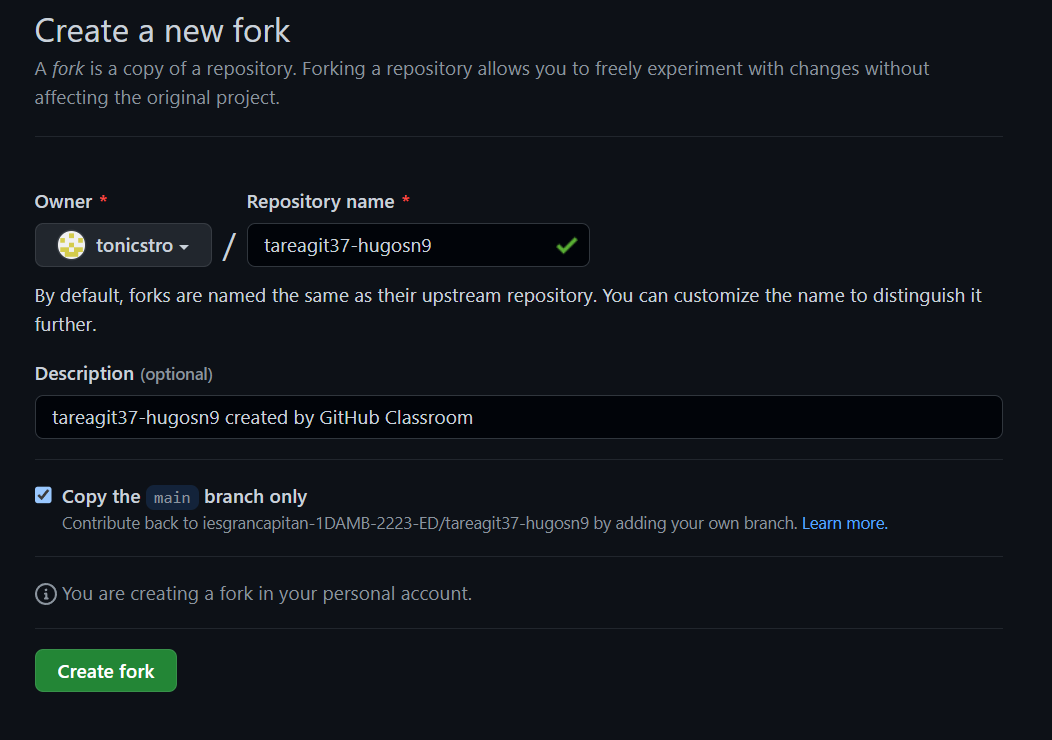 Create a new fork
A fork is a copy of a repository. Forking a repository allows you to freely experiment with changes without
affecting the original project.
Owner *
Repository name *
tonicstro
/
tareagit37-hugosn9
By default, forks are named the same as their upstream repository. You can customize the name to distinguish it
further.
Description (optional)
tareagit37-hugosn9 created by GitHub Classroom
Copy the main branch only
Contribute back to iesgrancapitan-1DAMB-2223-ED/tareagit37-hugosn9 by adding your own branch. Learn more.
You are creating a fork in your personal account.
Create fork